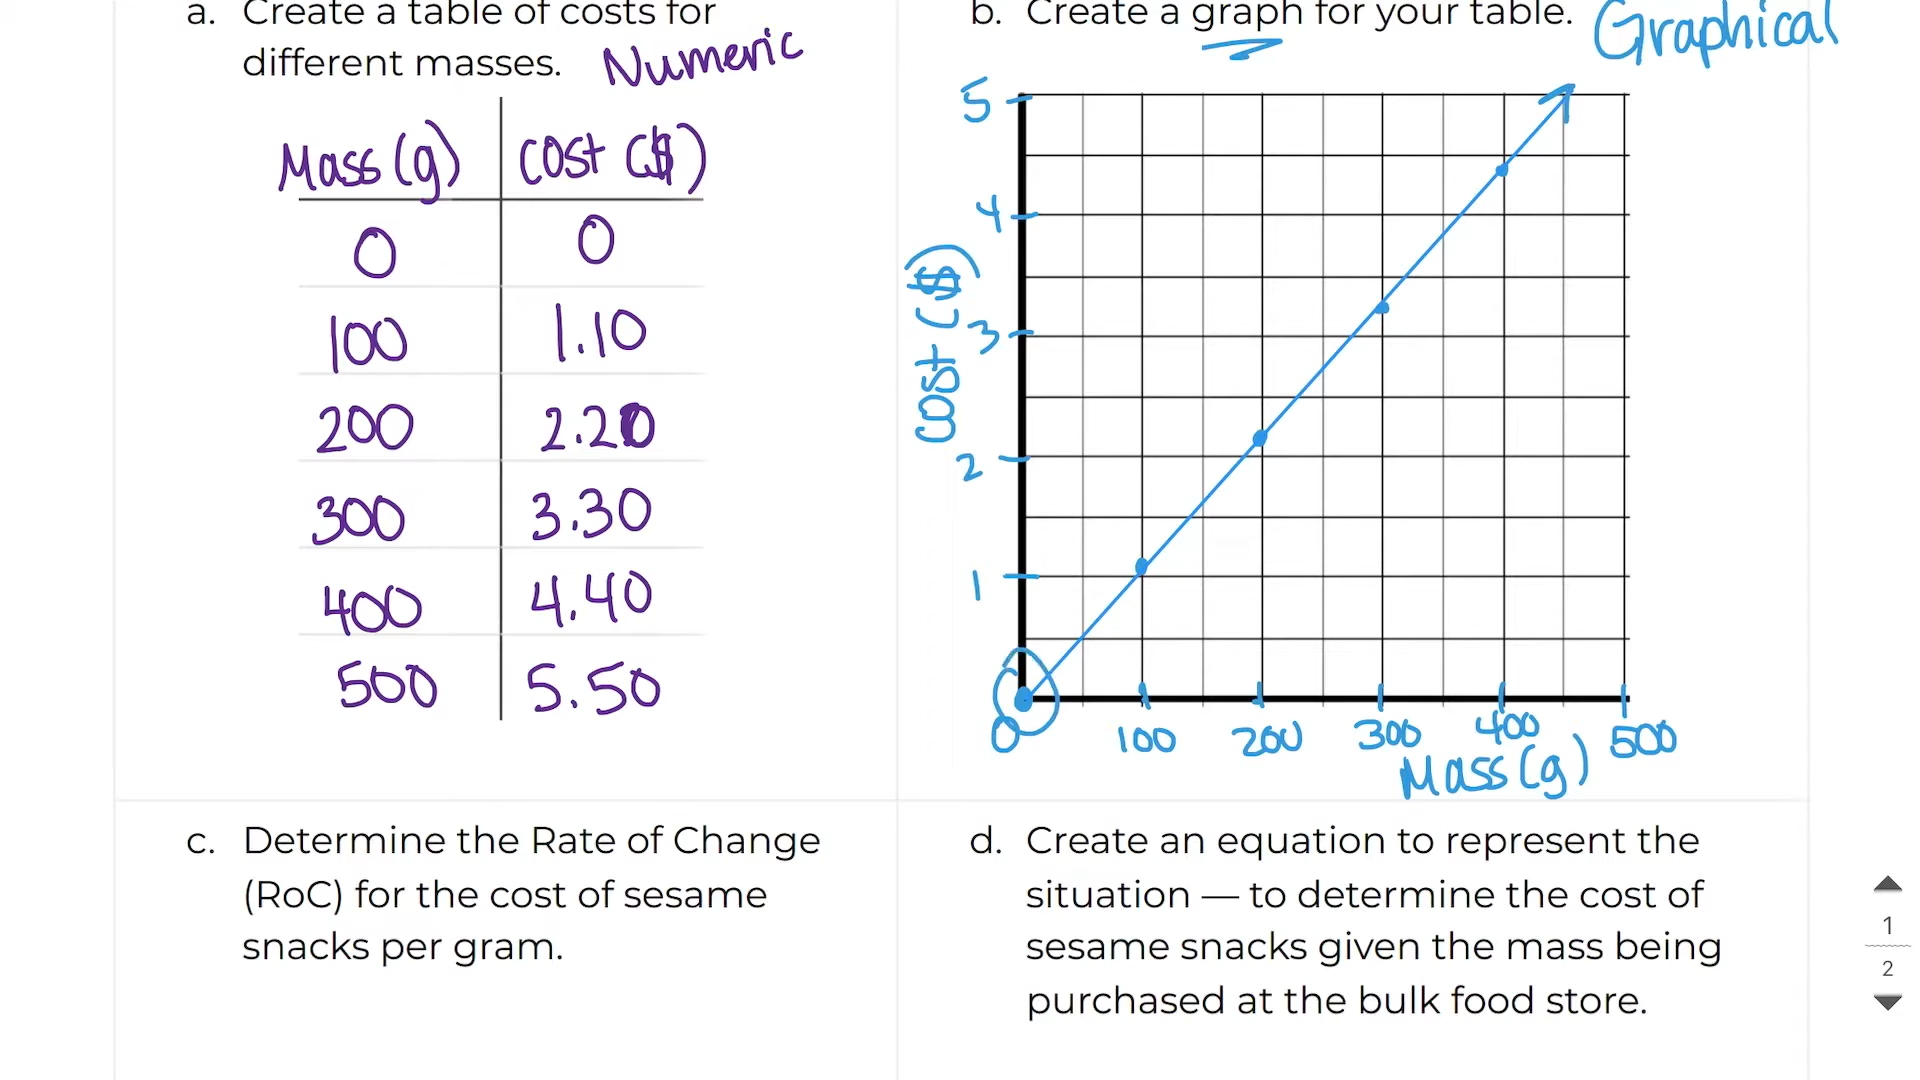 a. Create a table of costs for
different masses. Numeric
Mass (g) Cost ($)
0 0
100 1.10
200 2.20
300 3.30
400 4.40
500 5.50
b. Create a graph for your table. Graphical
5
4
3
2
1
0
Cost ($)
100 200 300 400 500
Mass (g)
c. Determine the Rate of Change
(RoC) for the cost of sesame
snacks per gram.
d. Create an equation to represent the
situation — to determine the cost of
sesame snacks given the mass being
purchased at the bulk food store.
1
2